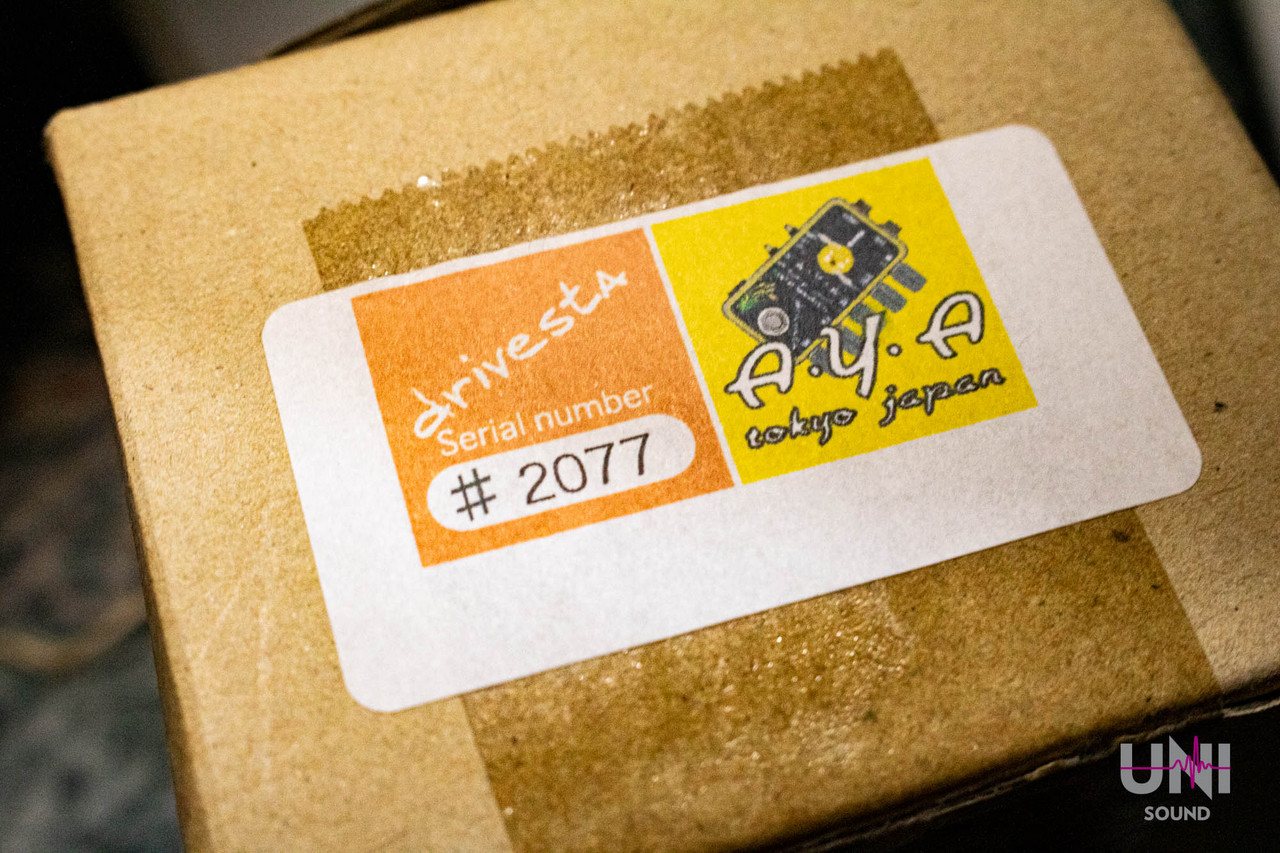 drivestA
Serial number
# 2077
A.Y.A
tokyo japan
UNI
SOUND